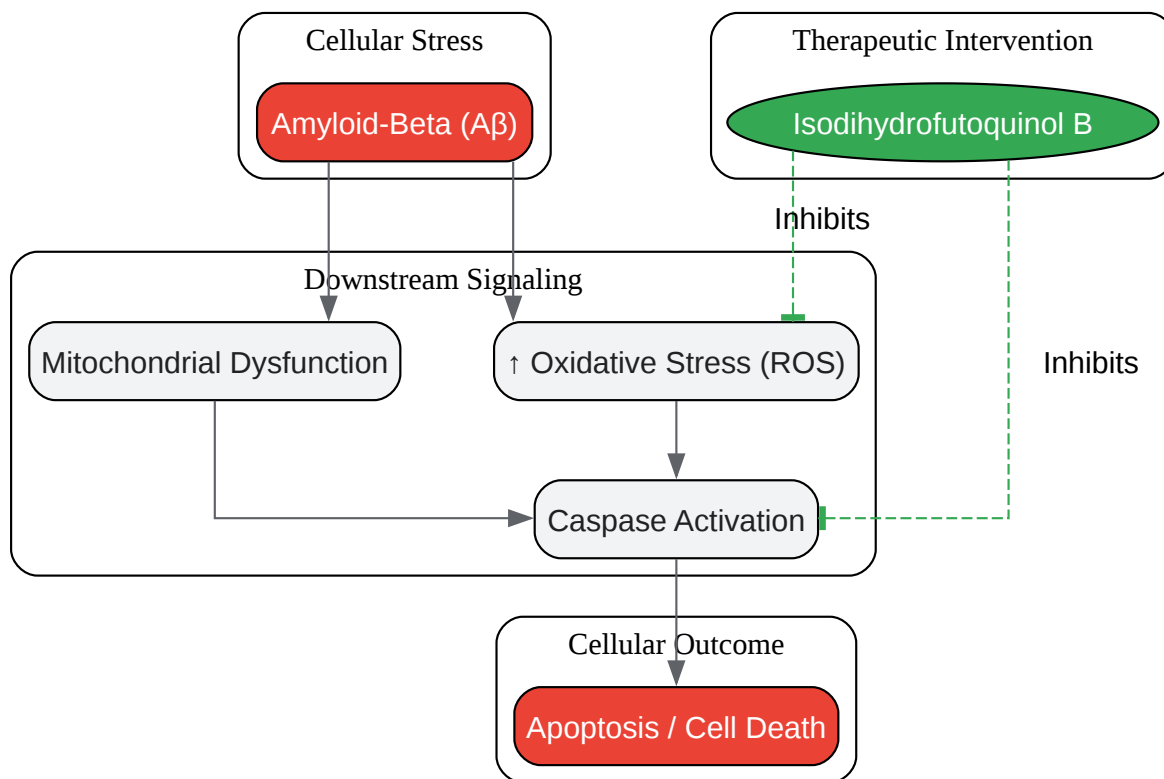 Cellular Stress
Therapeutic Intervention
Amyloid-Beta (Aβ)
Isodihydrofutoquinol B
Inhibits
Downstream Signaling
Mitochondrial Dysfunction
↑ Oxidative Stress (ROS)
Inhibits
Caspase Activation
Cellular Outcome
Apoptosis / Cell Death